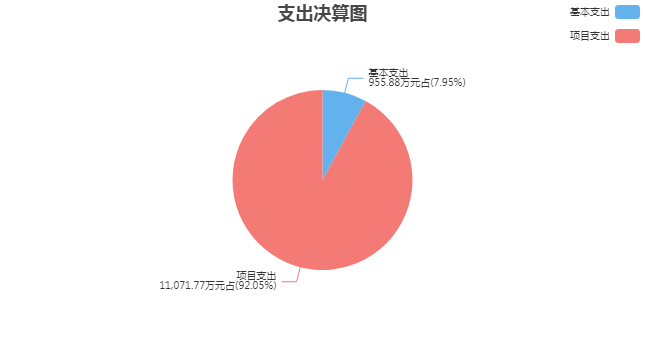 支出决算图
基本支出
项目支出
基本支出
955.88万元占(7.95%)
项目支出
11,071.77万元占(92.05%)